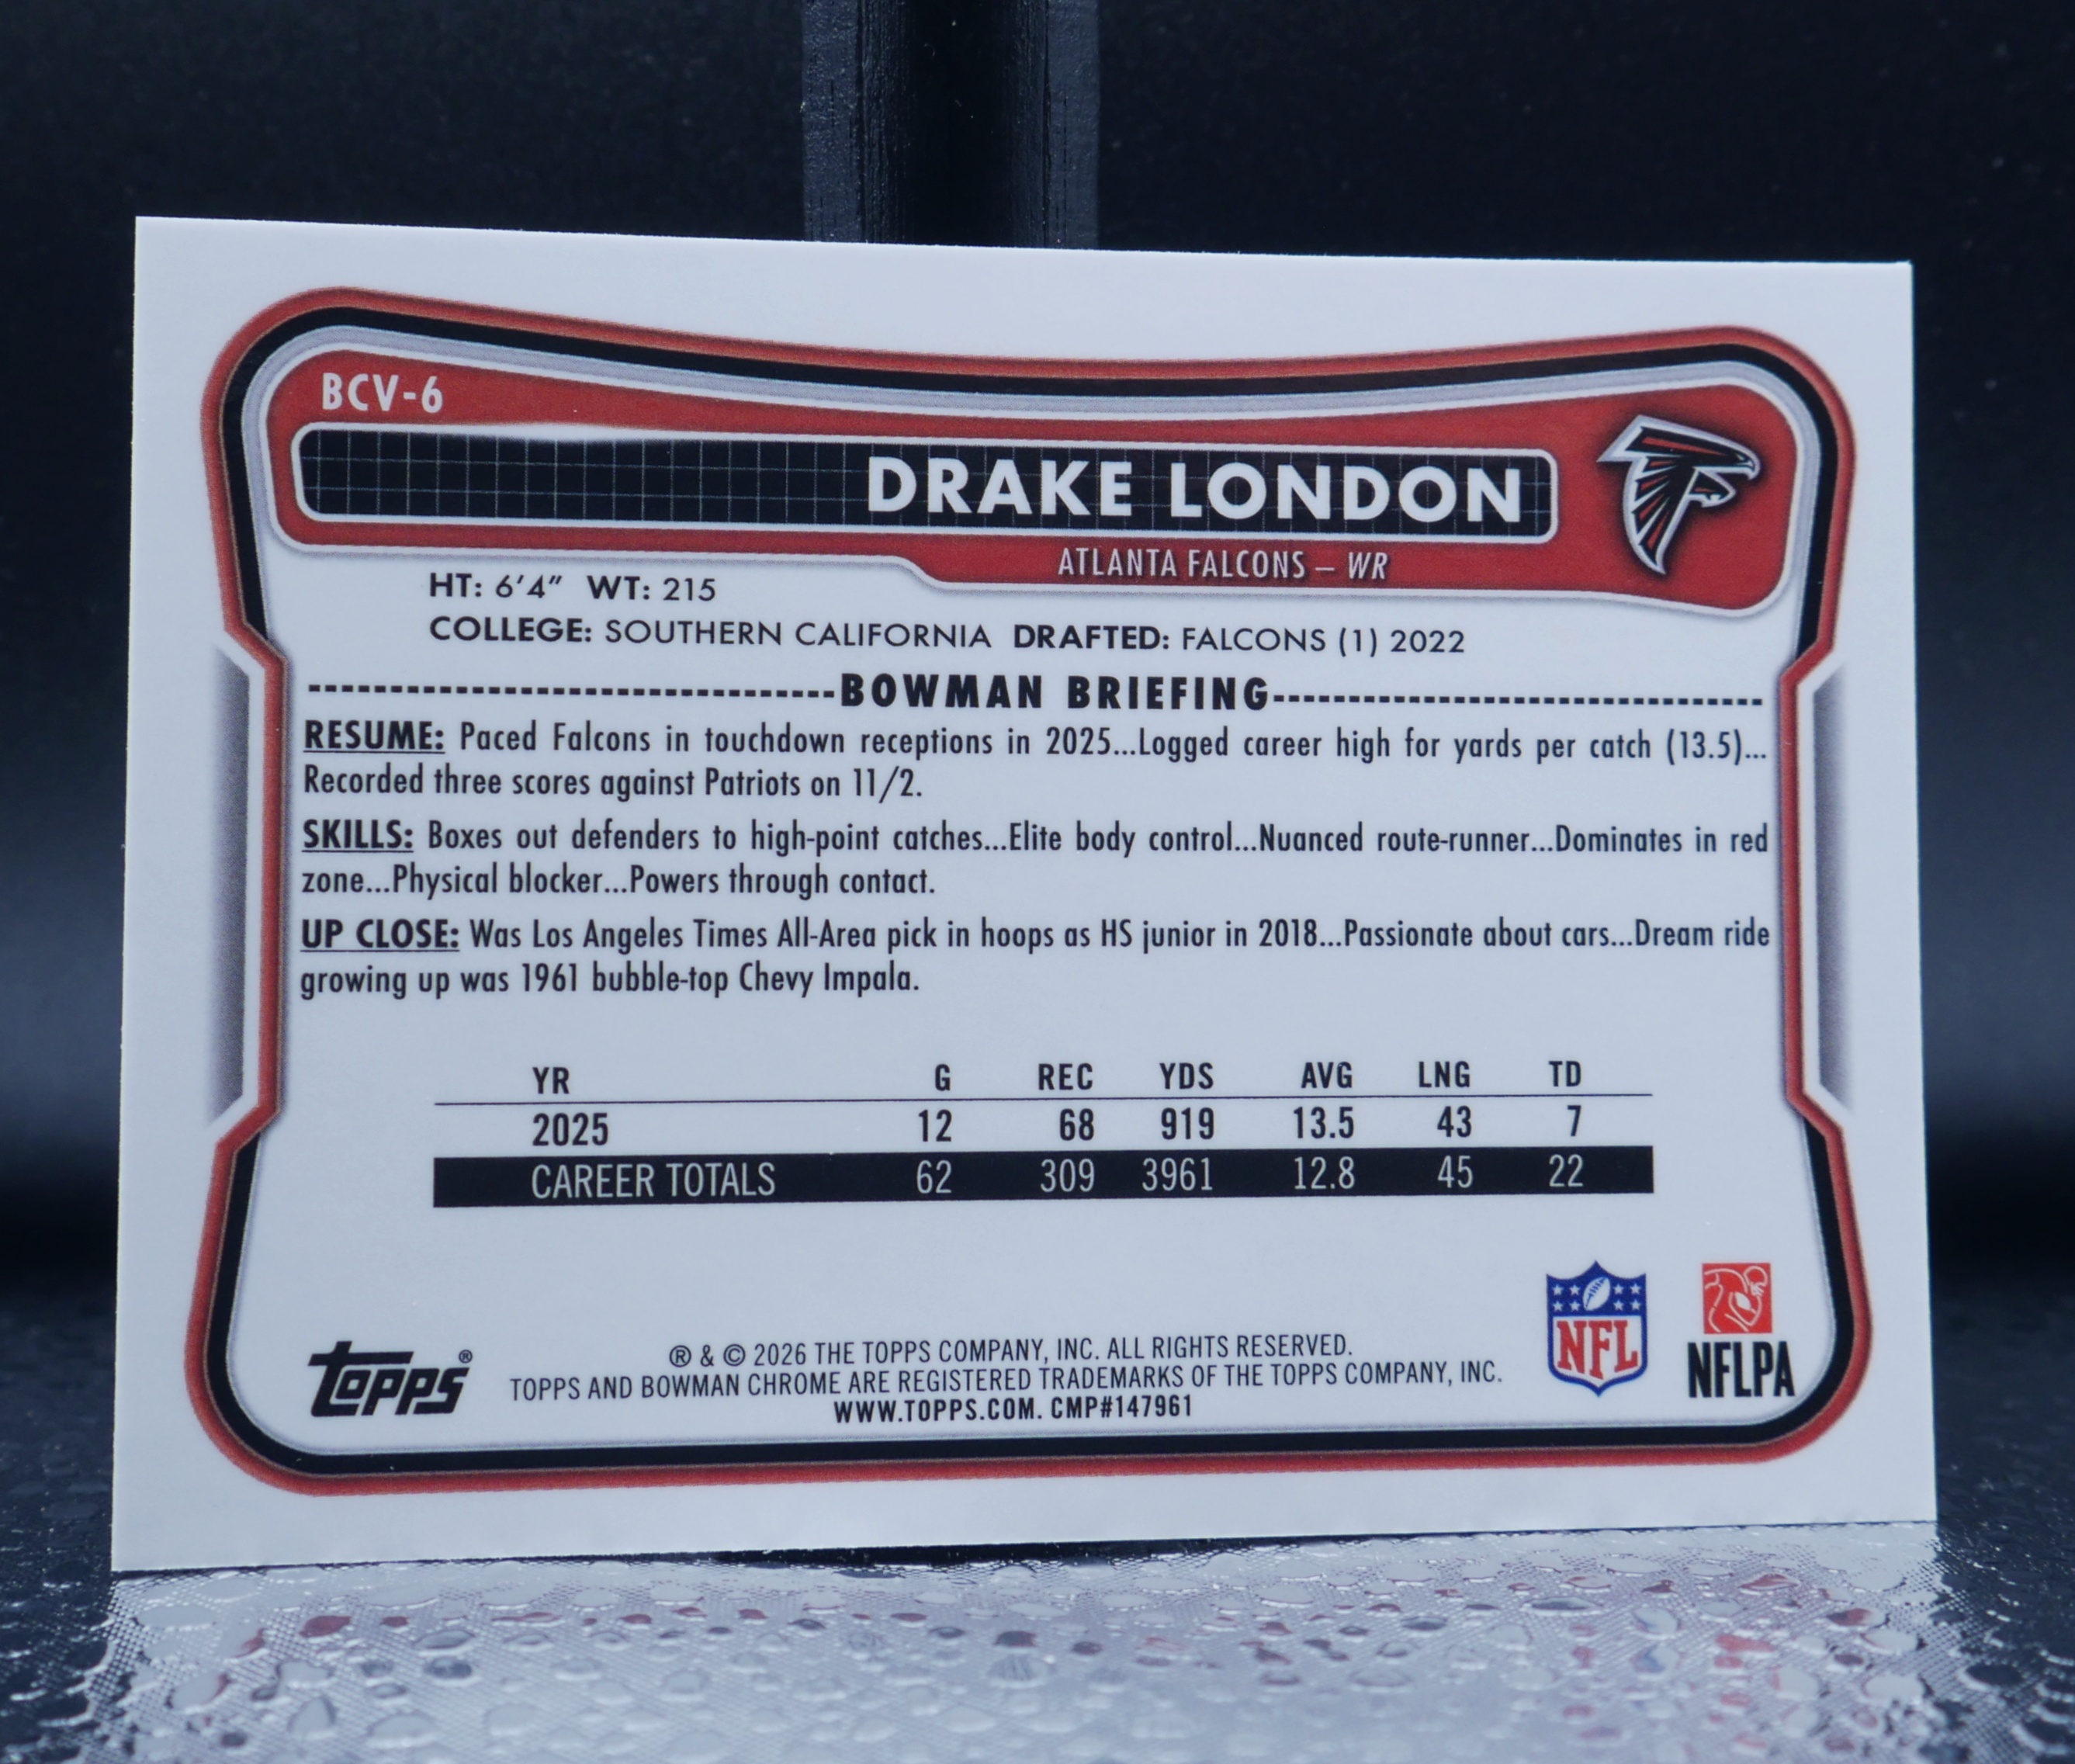 BCV-6
DRAKE LONDON
ATLANTA FALCONS – WR
HT: 6'4" WT: 215
COLLEGE: SOUTHERN CALIFORNIA DRAFTED: FALCONS (1) 2022
BOWMAN BRIEFING
RESUME: Paced Falcons in touchdown receptions in 2025...Logged career high for yards per catch (13.5)...
Recorded three scores against Patriots on 11/2.
SKILLS: Boxes out defenders to high-point catches...Elite body control...Nuanced route-runner...Dominates in red
zone...Physical blocker...Powers through contact.
UP CLOSE: Was Los Angeles Times All-Area pick in hoops as HS junior in 2018...Passionate about cars...Dream ride
growing up was 1961 bubble-top Chevy Impala.
YR G REC YDS AVG LNG TD
2025 12 68 919 13.5 43 7
CAREER TOTALS 62 309 3961 12.8 45 22
Topps®
® & © 2026 THE TOPPS COMPANY, INC. ALL RIGHTS RESERVED.
TOPPS AND BOWMAN CHROME ARE REGISTERED TRADEMARKS OF THE TOPPS COMPANY, INC.
WWW.TOPPS.COM. CMP#147961
NFL
NFLPA